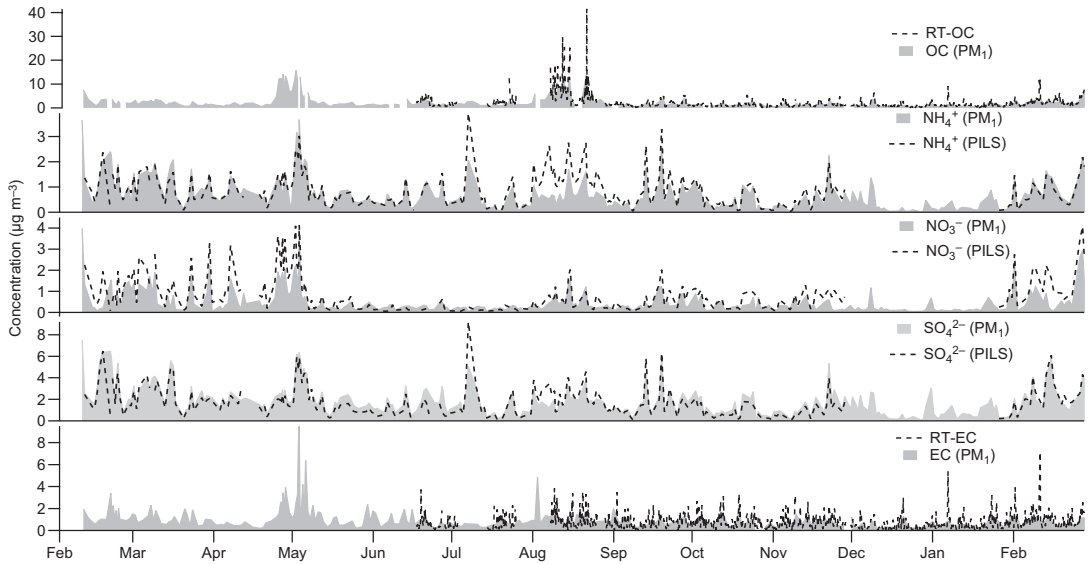 Concentration (µg m⁻³)
40
30
20
10
0
RT-OC
OC (PM₁)
3
2
1
0
NH₄⁺ (PM₁)
NH₄⁺ (PILS)
4
3
2
1
0
NO₃⁻ (PM₁)
NO₃⁻ (PILS)
8
6
4
2
0
SO₄²⁻ (PM₁)
SO₄²⁻ (PILS)
8
6
4
2
0
RT-EC
EC (PM₁)
Feb Mar Apr May Jun Jul Aug Sep Oct Nov Dec Jan Feb